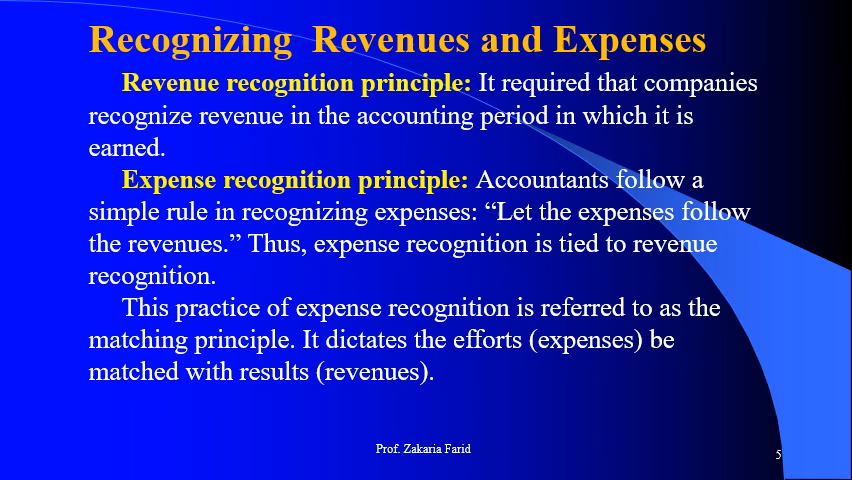 Recognizing Revenues and Expenses
Revenue recognition principle: It required that companies
recognize revenue in the accounting period in which it is
earned.
Expense recognition principle: Accountants follow a
simple rule in recognizing expenses: “Let the expenses follow
the revenues.” Thus, expense recognition is tied to revenue
recognition.
This practice of expense recognition is referred to as the
matching principle. It dictates the efforts (expenses) be
matched with results (revenues).
Prof. Zakaria Farid
5